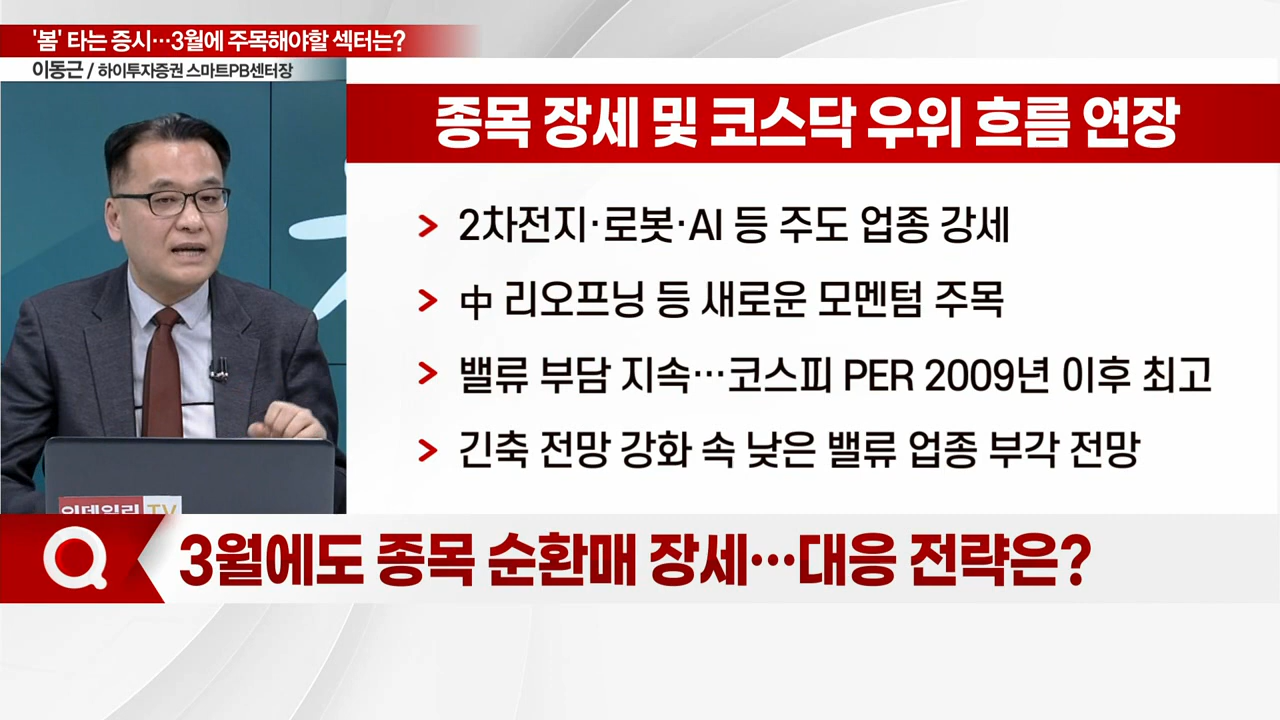 '봄' 타는 증시…3월에 주목해야할 섹터는?
이동근 / 하이투자증권 스마트PB센터장
종목 장세 및 코스닥 우위 흐름 연장
> 2차전지·로봇·AI 등 주도 업종 강세
> 中 리오프닝 등 새로운 모멘텀 주목
> 밸류 부담 지속…코스피 PER 2009년 이후 최고
> 긴축 전망 강화 속 낮은 밸류 업종 부각 전망
이데일리 TV
Q 3월에도 종목 순환매 장세…대응 전략은?